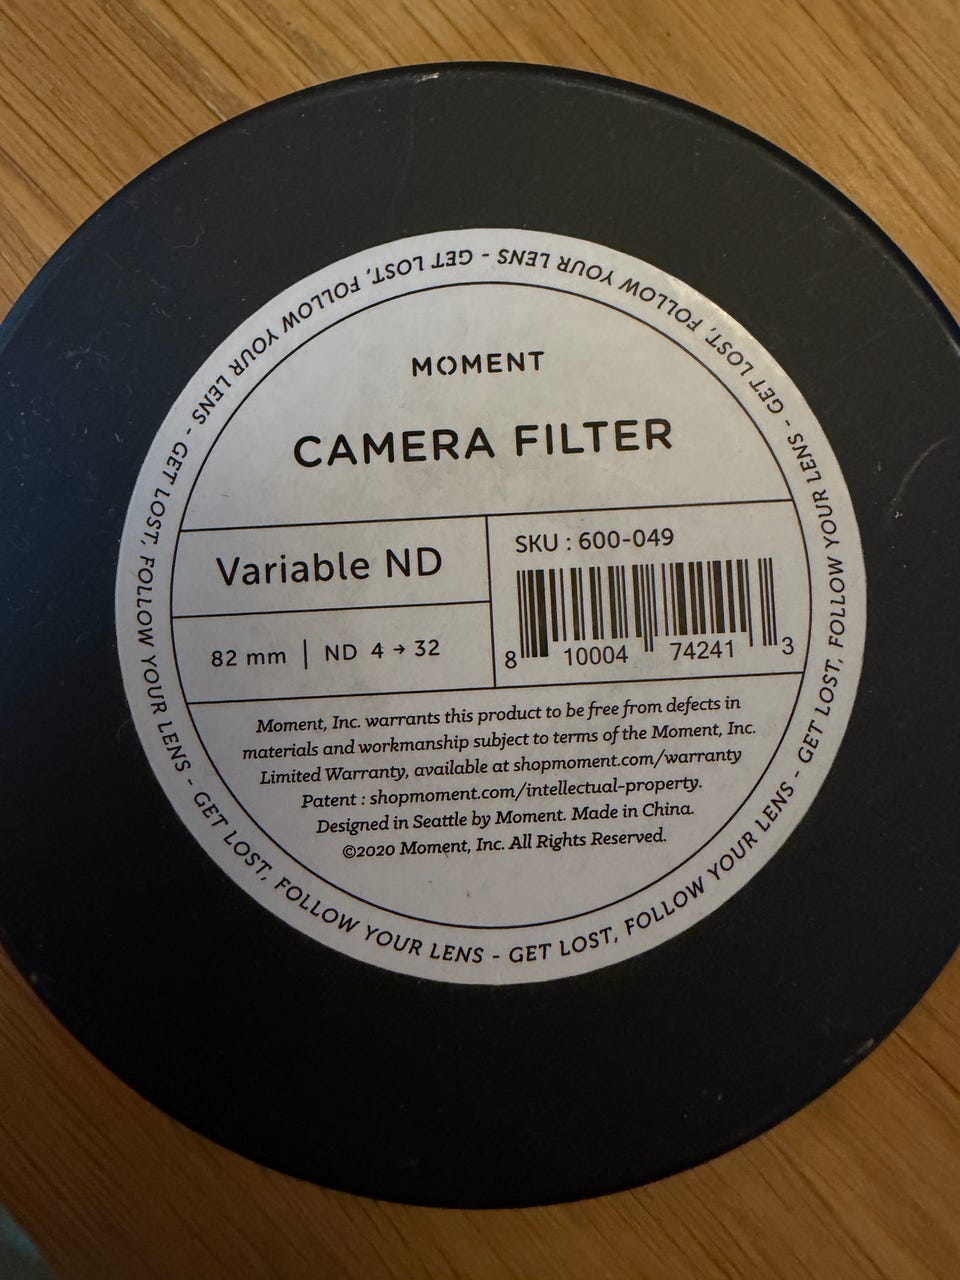 MOMENT
CAMERA FILTER
Variable ND
82 mm | ND 4 → 32
SKU : 600-049
8 10004 74241 3
Moment, Inc. warrants this product to be free from defects in
materials and workmanship subject to terms of the Moment, Inc.
Limited Warranty, available at shopmoment.com/warranty
Patent : shopmoment.com/intellectual-property.
Designed in Seattle by Moment. Made in China.
©2020 Moment, Inc. All Rights Reserved.
GET LOST, FOLLOW YOUR LENS - GET LOST, FOLLOW YOUR LENS - GET LOST, FOLLOW YOUR LENS - GET LOST, FOLLOW YOUR LENS - GET LOST, FOLLOW YOUR LENS -